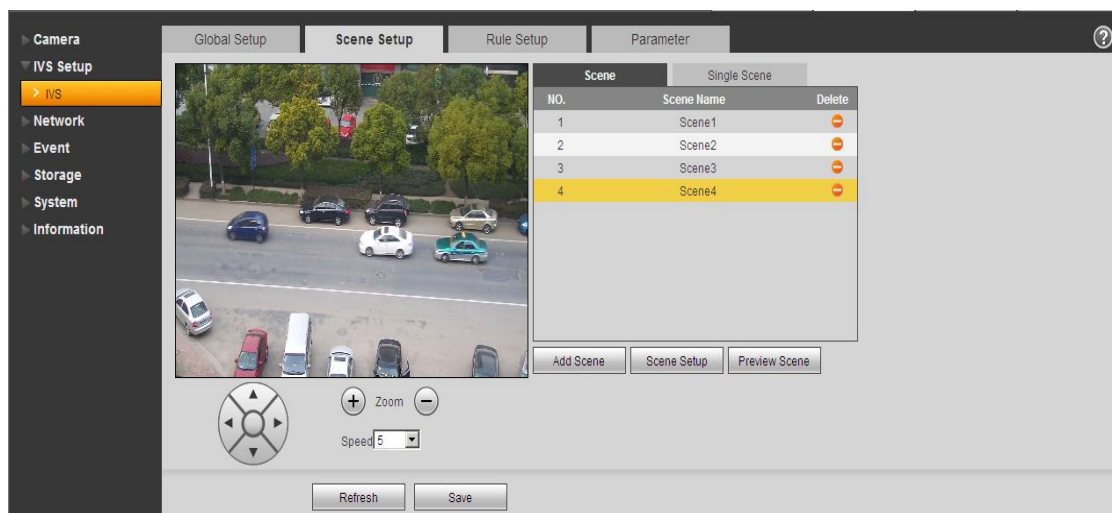 Camera
IVS Setup
IVS
Network
Event
Storage
System
Information
Global Setup Scene Setup Rule Setup Parameter
?
Scene Single Scene
NO. Scene Name Delete
1 Scene1
2 Scene2
3 Scene3
4 Scene4
Add Scene Scene Setup Preview Scene
+ Zoom −
Speed 5
Refresh Save